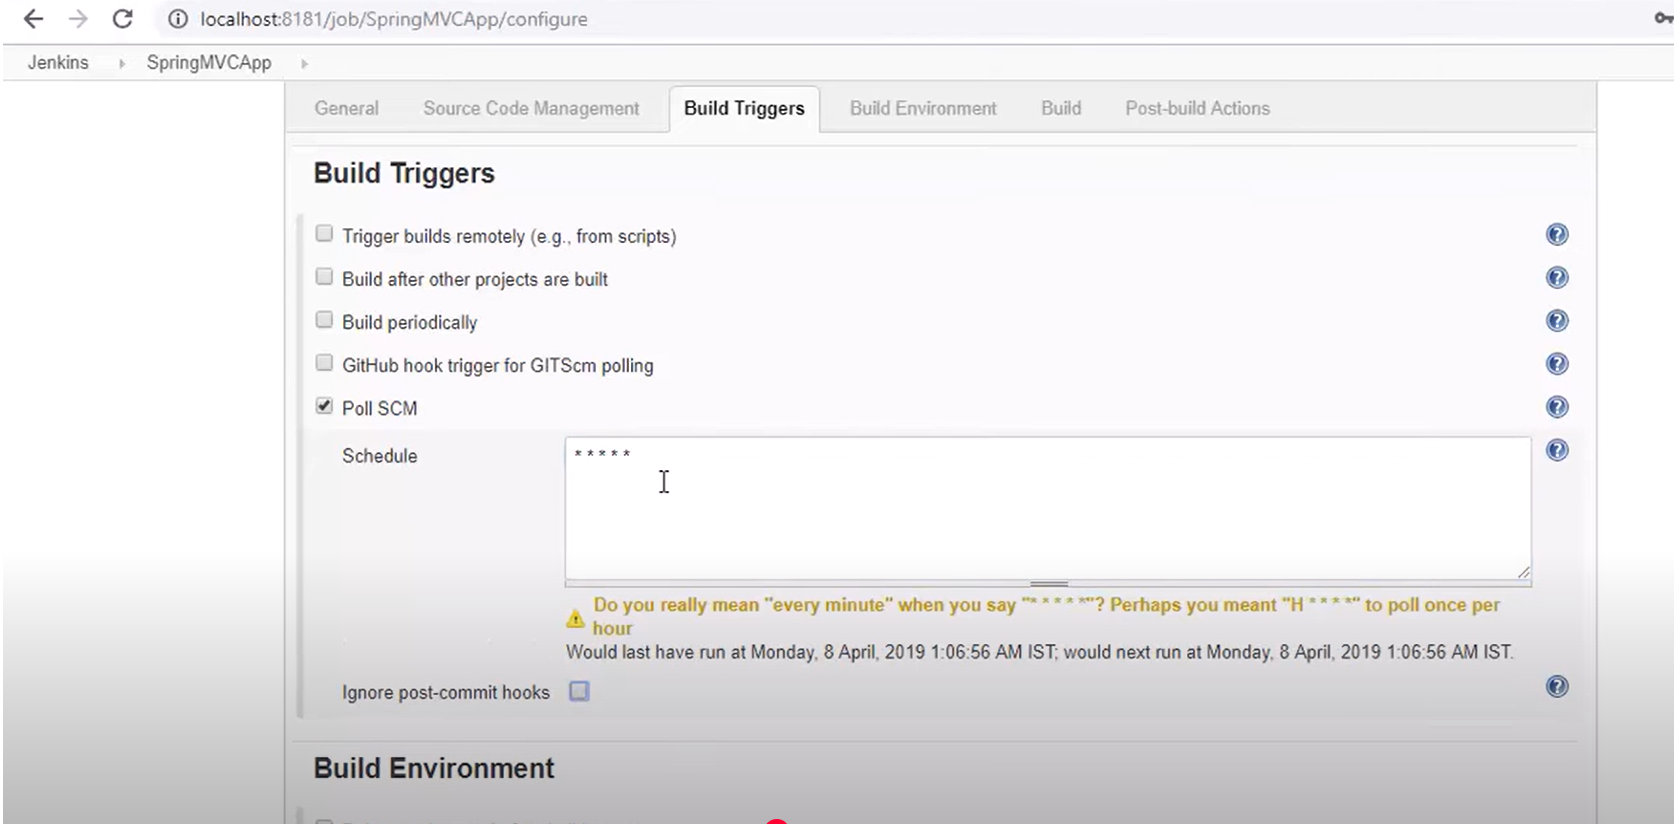 localhost:8181/job/SpringMVCApp/configure
Jenkins SpringMVCApp
General Source Code Management Build Triggers Build Environment Build Post-build Actions
Build Triggers
Trigger builds remotely (e.g., from scripts)
Build after other projects are built
Build periodically
GitHub hook trigger for GITScm polling
Poll SCM
Schedule * * * * *
Do you really mean "every minute" when you say "* * * * *"? Perhaps you meant "H * * * *" to poll once per
hour
Would last have run at Monday, 8 April, 2019 1:06:56 AM IST; would next run at Monday, 8 April, 2019 1:06:56 AM IST.
Ignore post-commit hooks
Build Environment